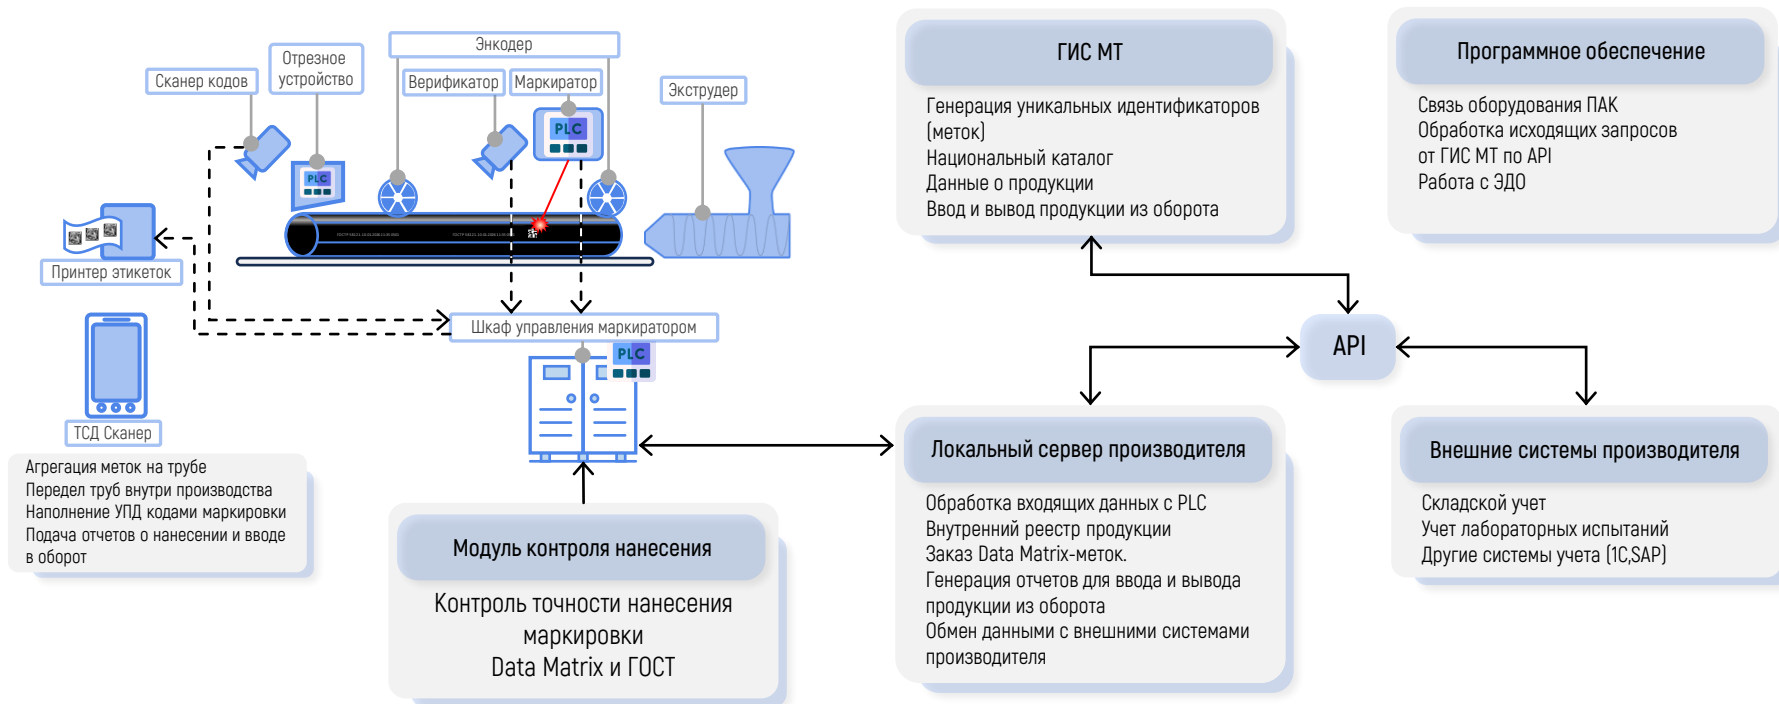 Энкодер
Отрезное
устройство
Сканер кодов
Верификатор
Маркиратор
Экструдер
PLC
PLC
Принтер этикеток
Шкаф управления маркиратором
PLC
ТСД Сканер
Агрегация меток на трубе
Передел труб внутри производства
Наполнение УПД кодами маркировки
Подача отчетов о нанесении и вводе
в оборот
Модуль контроля нанесения
Контроль точности нанесения
маркировки
Data Matrix и ГОСТ
ГИС МТ
Генерация уникальных идентификаторов
(меток)
Национальный каталог
Данные о продукции
Ввод и вывод продукции из оборота
Программное обеспечение
Связь оборудования ПАК
Обработка исходящих запросов
от ГИС МТ по API
Работа с ЭДО
API
Локальный сервер производителя
Обработка входящих данных с PLC
Внутренний реестр продукции
Заказ Data Matrix-меток.
Генерация отчетов для ввода и вывода
продукции из оборота
Обмен данными с внешними системами
производителя
Внешние системы производителя
Складской учет
Учет лабораторных испытаний
Другие системы учета (1С,SAP)